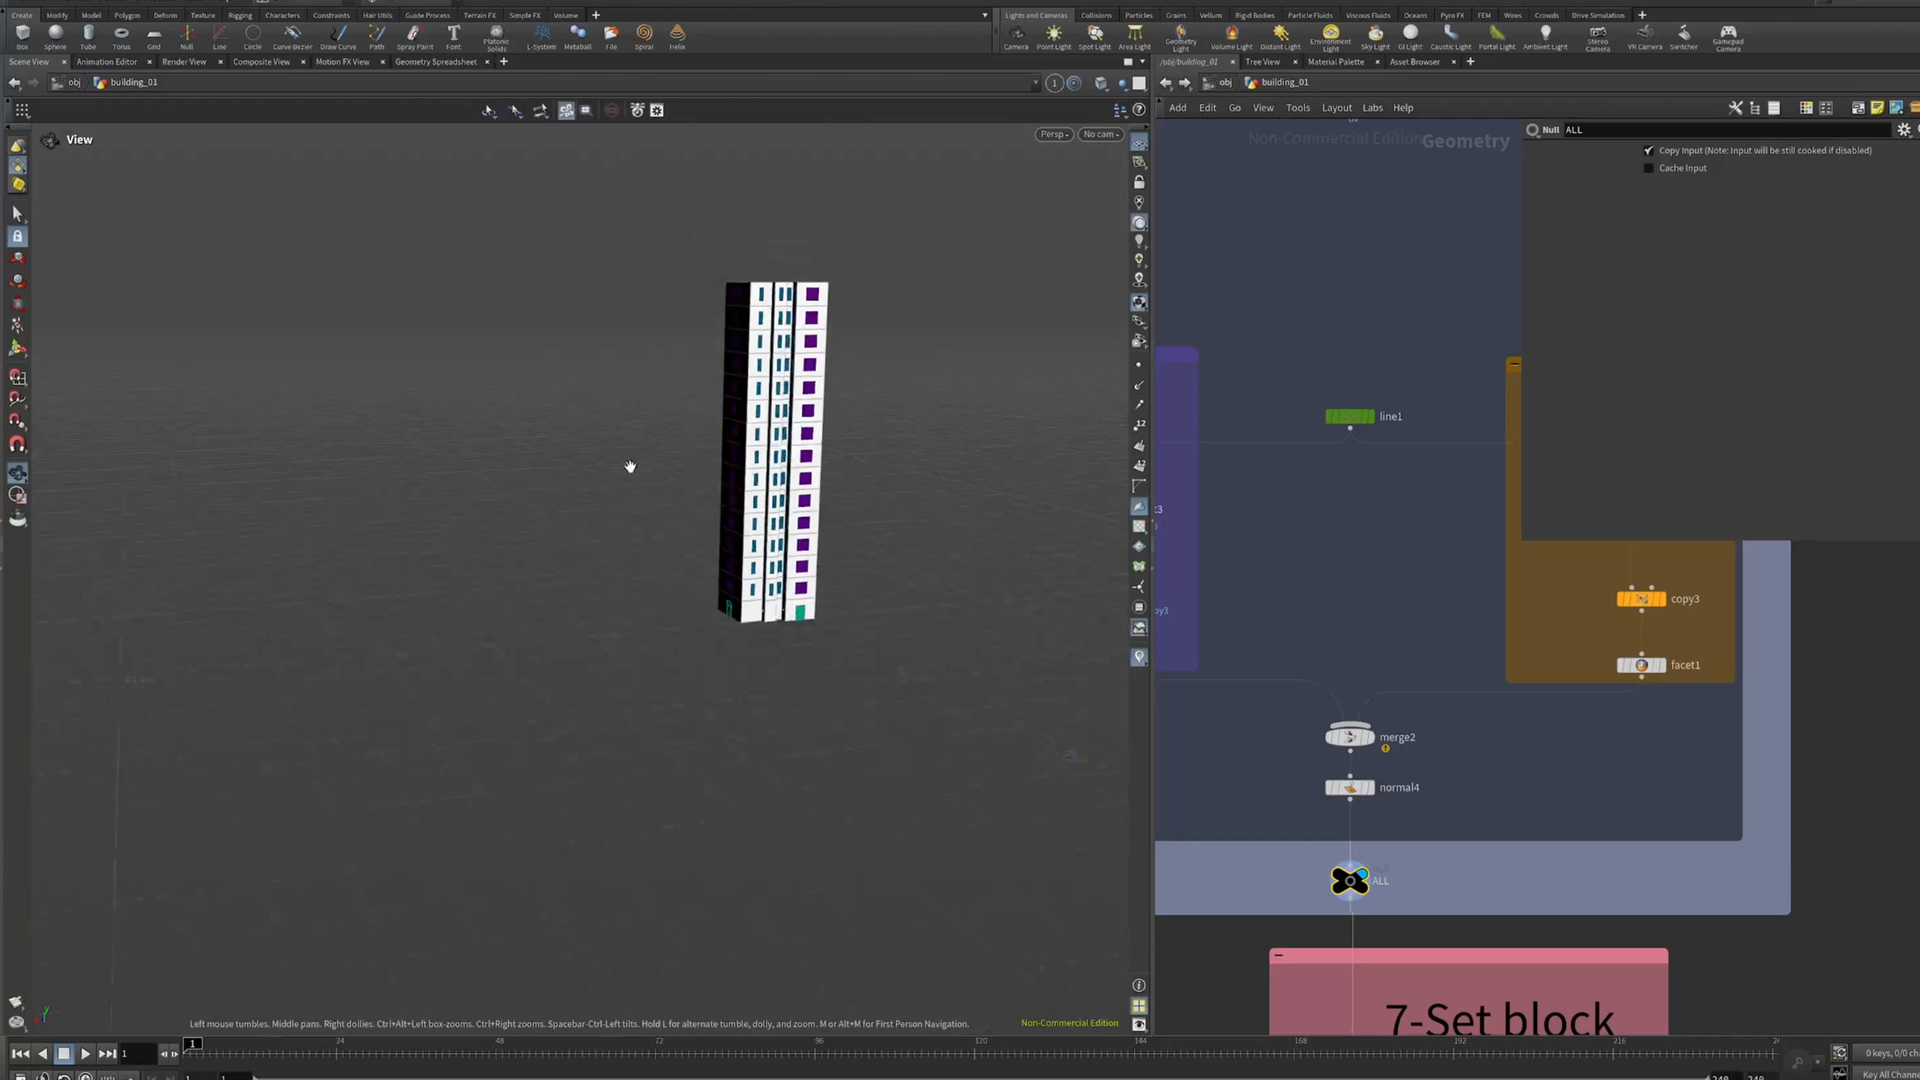 Create Modify Model Polygon Deform Texture Rigging Characters Constraints Hair Utils Guide Process Terrain FX Simple FX Volume
Lights and Cameras Collisions Particles Grains Vellum Rigid Bodies Particle Fluids Viscous Fluids Oceans Pyro FX FEM Wires Crowds Drive Simulation
Box Sphere Tube Torus Grid Null Line Circle Curve Bezier Draw Curve Path Spray Paint Font Platonic Solids L-System Metaball File Spiral Helix
Camera Point Light Spot Light Area Light Geometry Light Volume Light Distant Light Environment Light Sky Light GI Light Caustic Light Portal Light Ambient Light Stereo Camera VR Camera Switcher Gamepad Camera
Scene View Animation Editor Render View Composite View Motion FX View Geometry Spreadsheet
/obj/building_01 Tree View Material Palette Asset Browser
obj building_01
obj building_01
Add Edit Go View Tools Layout Labs Help
View
Persp No cam
Non-Commercial Edition Geometry
Null ALL
Copy Input (Note: Input will be still cooked if disabled)
Cache Input
line1
copy3
facet1
merge2
normal4
ALL
7-Set block
Left mouse tumbles. Middle pans. Right dollies. Ctrl+Alt+Left box-zooms. Ctrl+Right zooms. Spacebar-Ctrl-Left tilts. Hold L for alternate tumble, dolly, and zoom. M or Alt+M for First Person Navigation.
Non-Commercial Edition
1 1 24 48 72 96 120 144 168 192 216
0 keys, 0/0 cha
Key All Channe